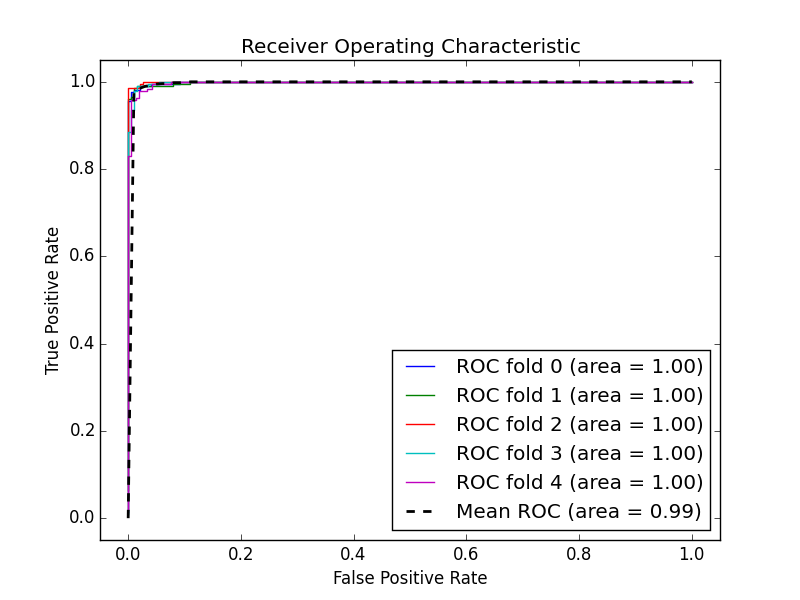 Receiver Operating Characteristic
1.0
0.8
0.6
0.4
0.2
0.0
True Positive Rate
ROC fold 0 (area = 1.00)
ROC fold 1 (area = 1.00)
ROC fold 2 (area = 1.00)
ROC fold 3 (area = 1.00)
ROC fold 4 (area = 1.00)
Mean ROC (area = 0.99)
0.0 0.2 0.4 0.6 0.8 1.0
False Positive Rate